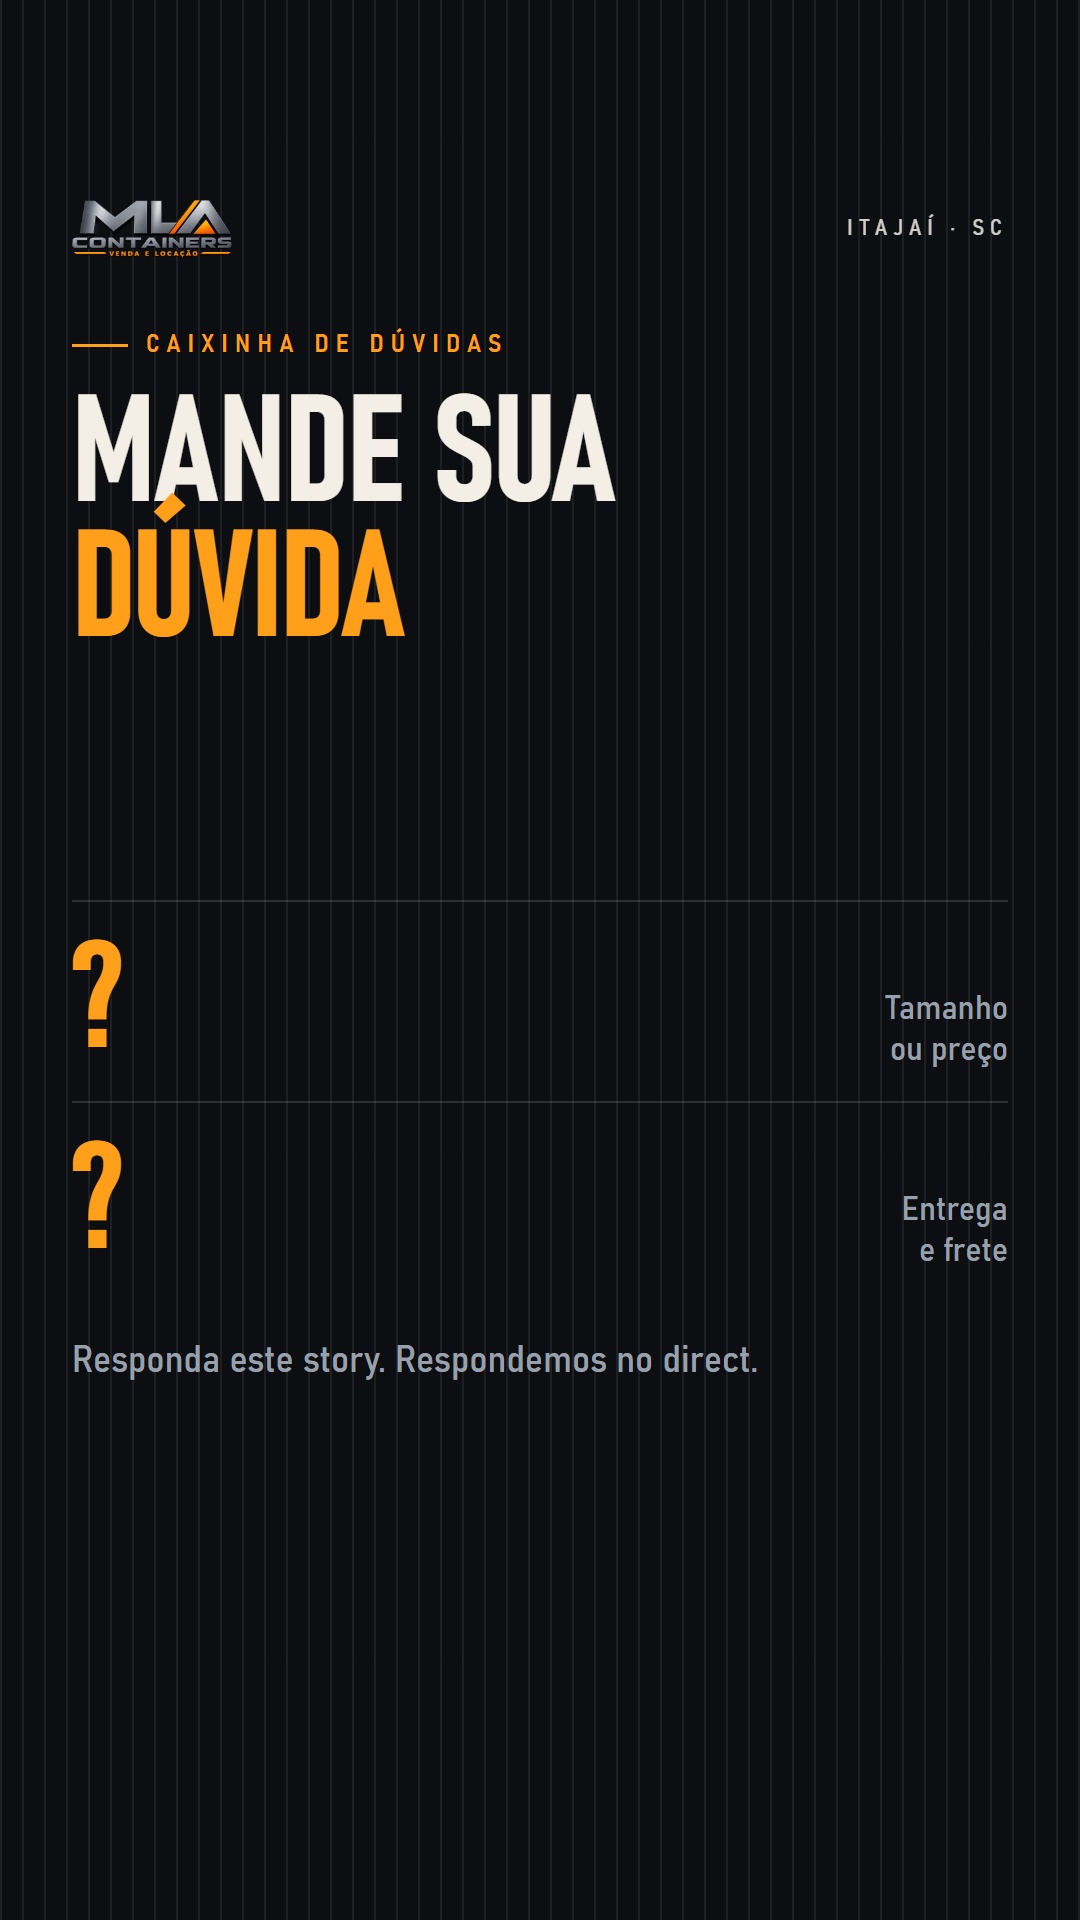 MLA
CONTAINERS
VENDA E LOCAÇÃO
ITAJAÍ · SC
CAIXINHA DE DÚVIDAS
MANDE SUA
DÚVIDA
?
Tamanho
ou preço
?
Entrega
e frete
Responda este story. Respondemos no direct.